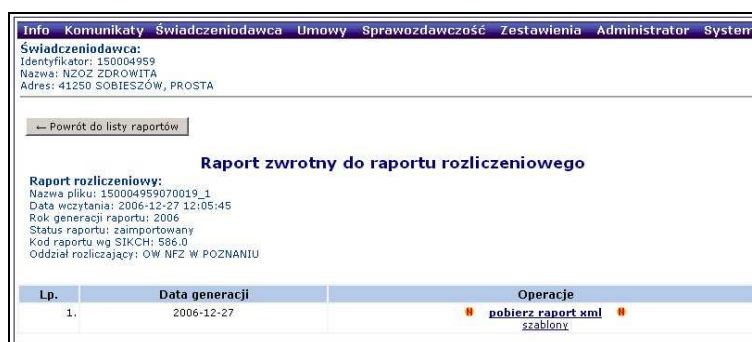 Info Komunikaty Świadczeniodawca Umowy Sprawozdawczość Zestawienia Administrator System
Świadczeniodawca:
Identyfikator: 150004959
Nazwa: NZOZ ZDROWITA
Adres: 41250 SOBIESZÓW, PROSTA
← Powrót do listy raportów
Raport zwrotny do raportu rozliczeniowego
Raport rozliczeniowy:
Nazwa pliku: 150004959070019_1
Data wczytania: 2006-12-27 12:05:45
Rok generacji raportu: 2006
Status raportu: zaimportowany
Kod raportu wg SIKCH: 586.0
Oddział rozliczający: OW NFZ W POZNANIU
Lp. Data generacji Operacje
1. 2006-12-27 N pobierz raport xml N
szablony